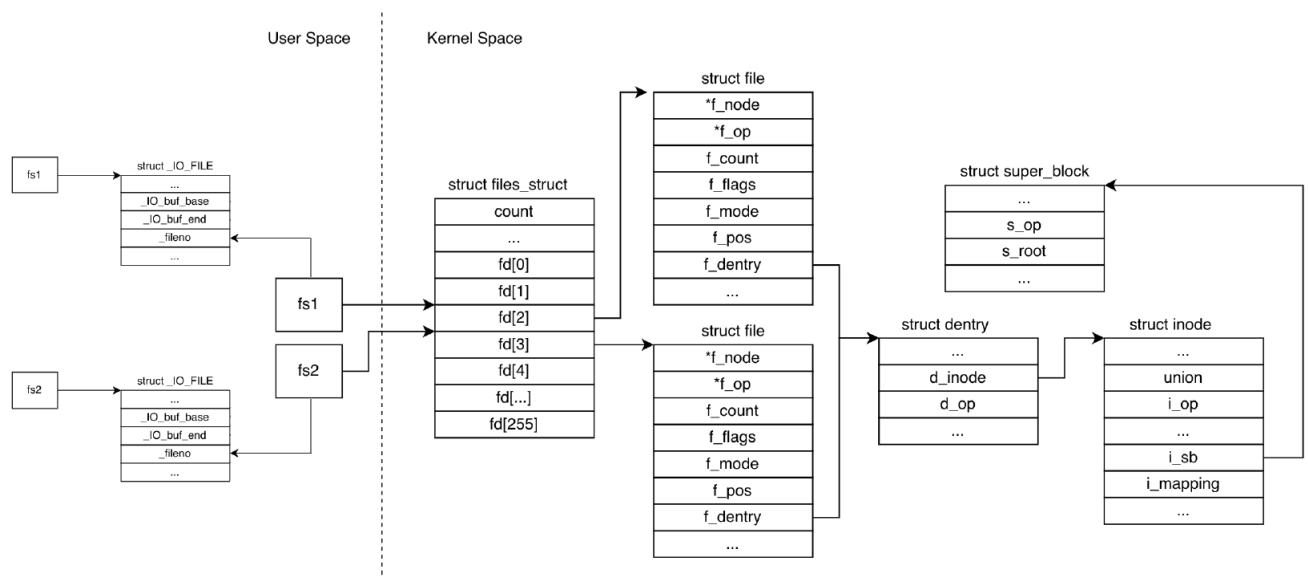 User Space
Kernel Space
fs1
struct _IO_FILE
...
_IO_buf_base
_IO_buf_end
_fileno
...
fs2
struct _IO_FILE
...
_IO_buf_base
_IO_buf_end
_fileno
...
fs1
fs2
struct files_struct
count
...
fd[0]
fd[1]
fd[2]
fd[3]
fd[4]
fd[...]
fd[255]
struct file
*f_node
*f_op
f_count
f_flags
f_mode
f_pos
f_dentry
...
struct file
*f_node
*f_op
f_count
f_flags
f_mode
f_pos
f_dentry
...
struct dentry
...
d_inode
d_op
...
struct super_block
...
s_op
s_root
...
struct inode
...
union
i_op
...
i_sb
i_mapping
...